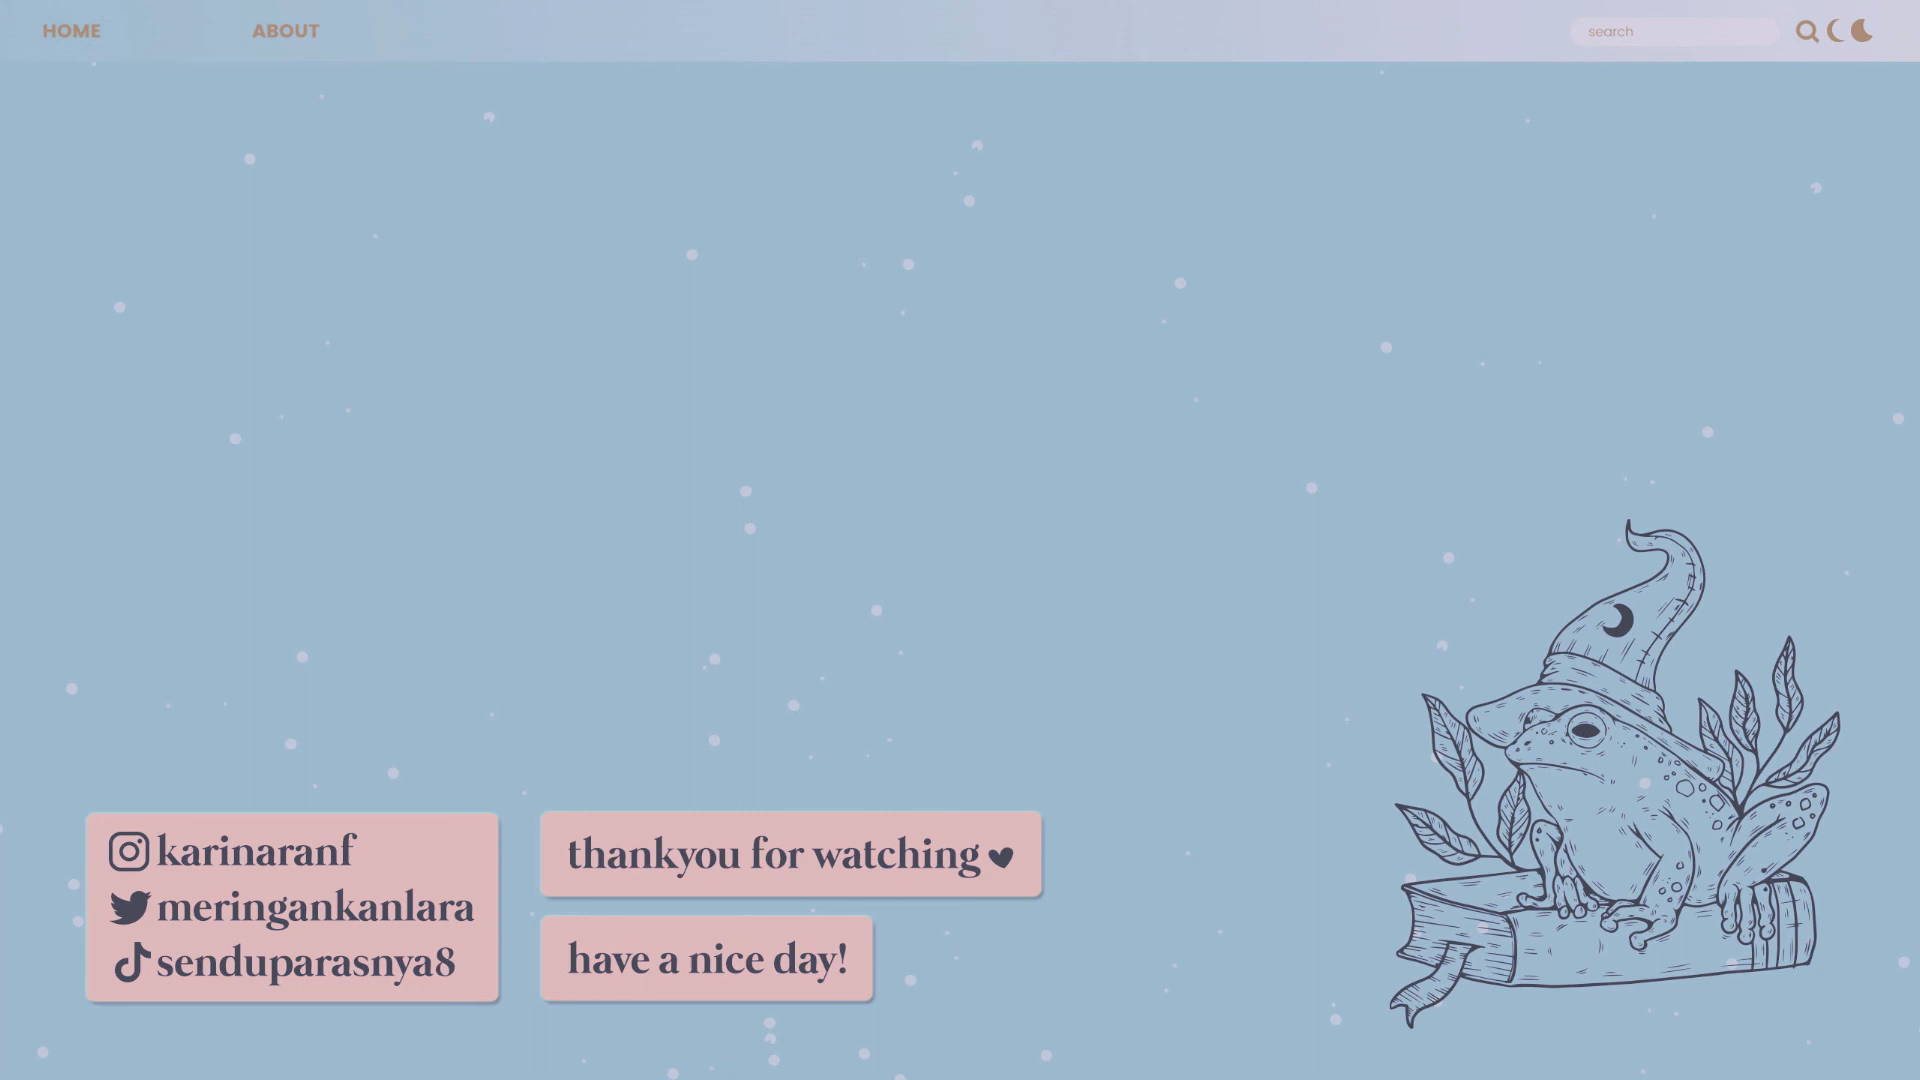 HOME
ABOUT
search
karinaranf
meringankanlara
senduparasnya8
thankyou for watching
have a nice day!